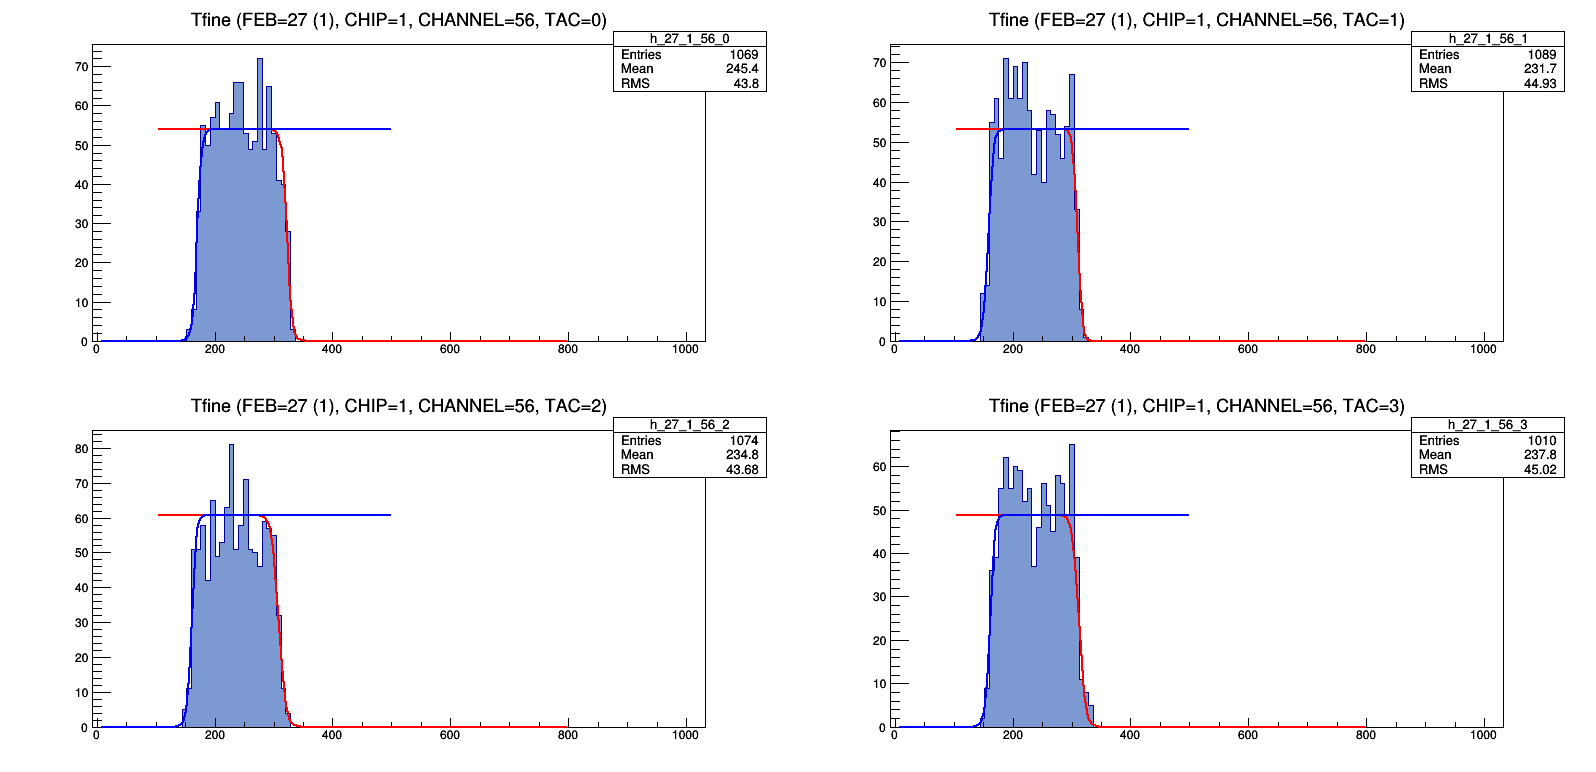 Tfine (FEB=27 (1), CHIP=1, CHANNEL=56, TAC=0)
h_27_1_56_0
Entries 1069
Mean 245.4
RMS 43.8
70
60
50
40
30
20
10
0
0 200 400 600 800 1000
Tfine (FEB=27 (1), CHIP=1, CHANNEL=56, TAC=1)
h_27_1_56_1
Entries 1089
Mean 231.7
RMS 44.93
70
60
50
40
30
20
10
0
0 200 400 600 800 1000
Tfine (FEB=27 (1), CHIP=1, CHANNEL=56, TAC=2)
h_27_1_56_2
Entries 1074
Mean 234.8
RMS 43.68
80
70
60
50
40
30
20
10
0
0 200 400 600 800 1000
Tfine (FEB=27 (1), CHIP=1, CHANNEL=56, TAC=3)
h_27_1_56_3
Entries 1010
Mean 237.8
RMS 45.02
60
50
40
30
20
10
0
0 200 400 600 800 1000